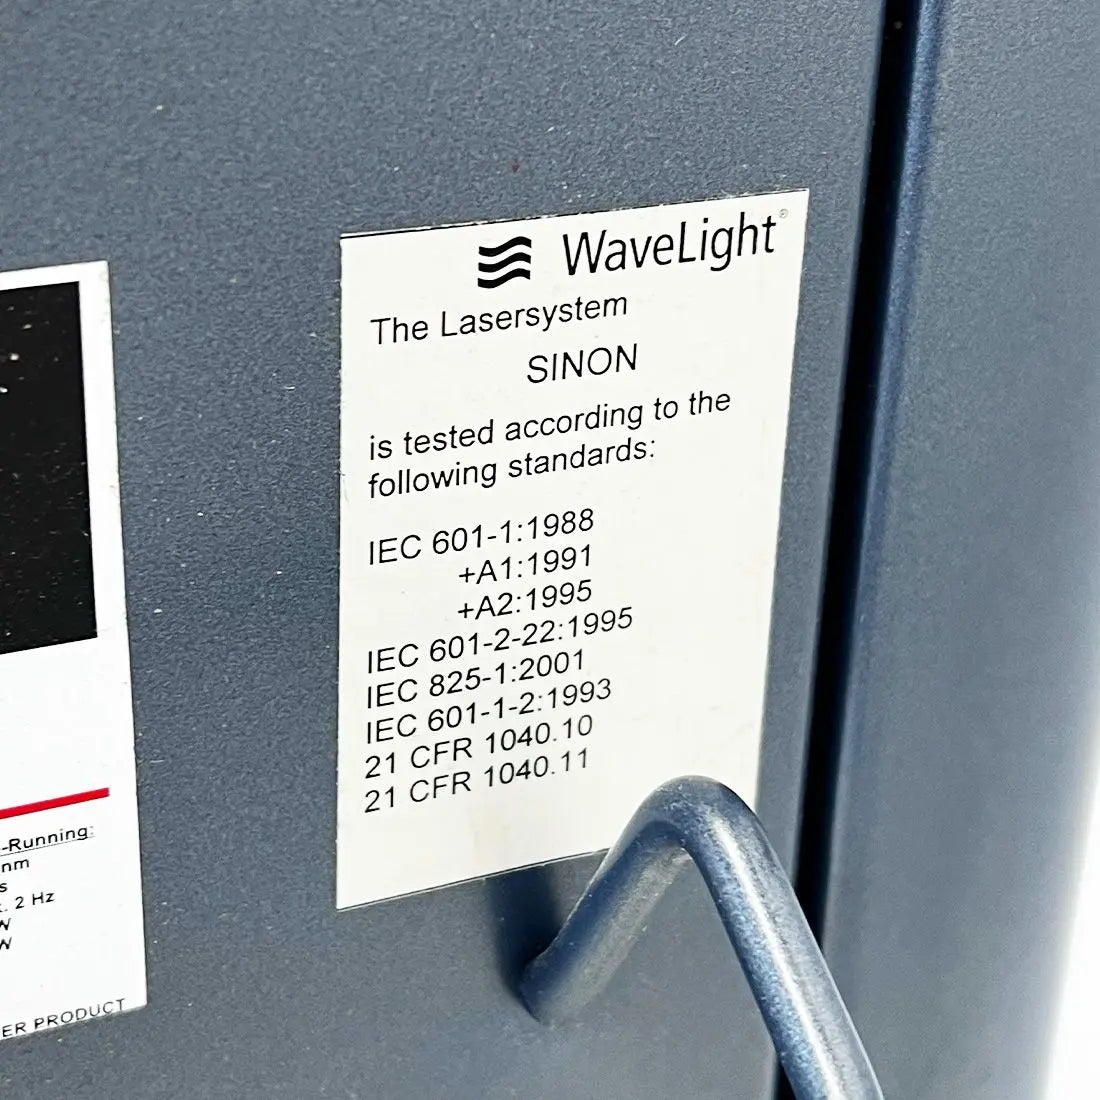 WaveLight®
The Lasersystem
SINON
is tested according to the
following standards:
IEC 601-1:1988
+A1:1991
+A2:1995
IEC 601-2-22:1995
IEC 825-1:2001
IEC 601-1-2:1993
21 CFR 1040.10
21 CFR 1040.11
-Running:
nm
s
. 2 Hz
W
W
ER PRODUCT